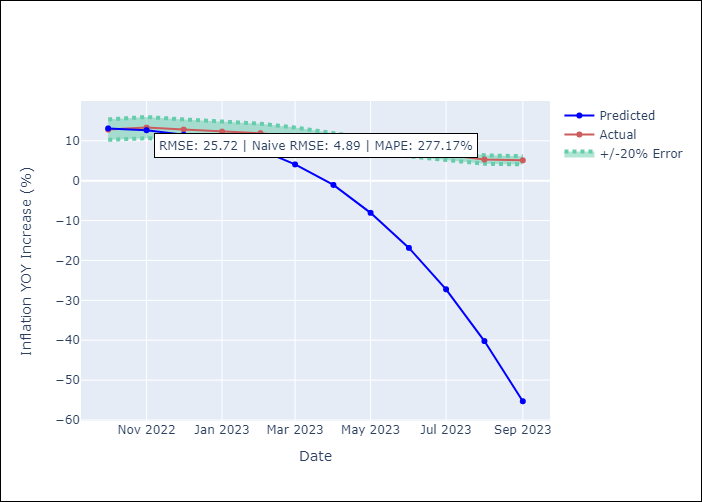 RMSE: 25.72 | Naive RMSE: 4.89 | MAPE: 277.17%
Predicted
Actual
+/-20% Error
Inflation YOY Increase (%)
10
0
−10
−20
−30
−40
−50
−60
Nov 2022
Jan 2023
Mar 2023
May 2023
Jul 2023
Sep 2023
Date